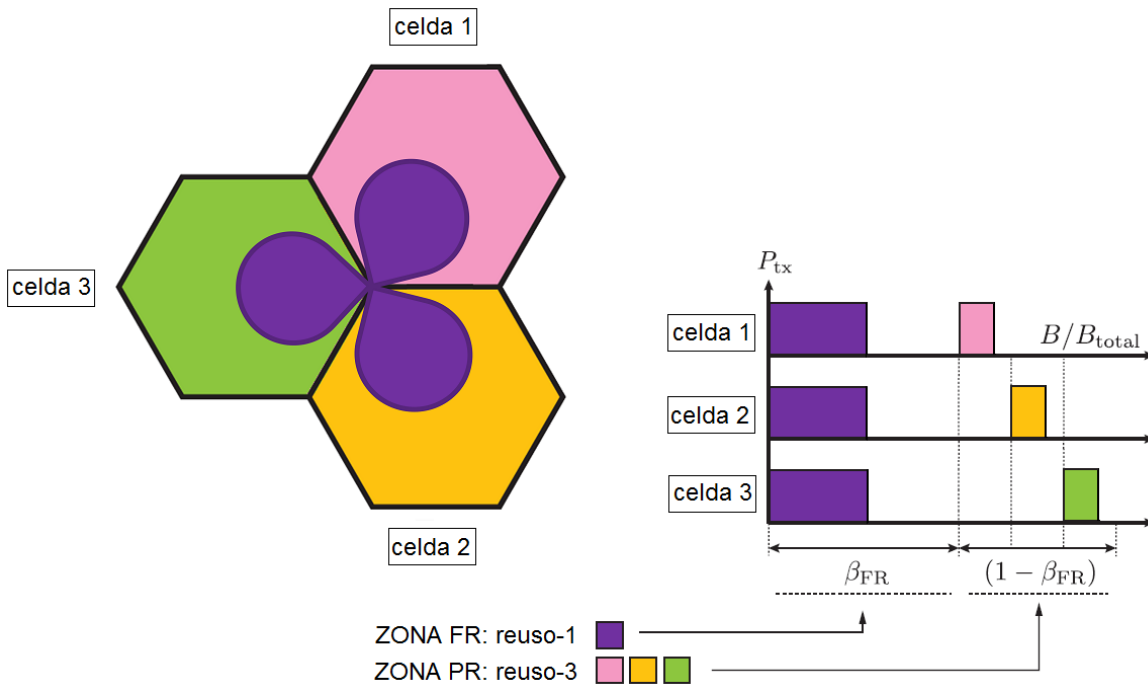 celda 1
celda 3
celda 2
P_tx
celda 1
B/B_total
celda 2
celda 3
β_FR
(1 − β_FR)
ZONA FR: reuso-1
ZONA PR: reuso-3